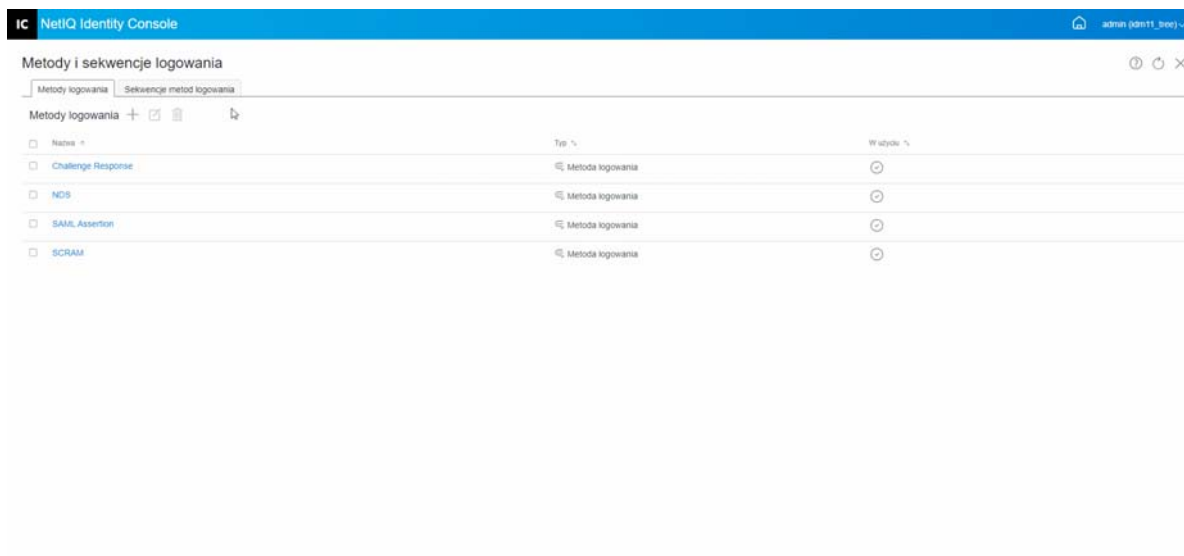 IC NetIQ Identity Console admin (idm11_tree)
Metody i sekwencje logowania
Metody logowania Sekwencje metod logowania
Metody logowania
Nazwa Typ W użyciu
Challenge Response Metoda logowania
NDS Metoda logowania
SAML Assertion Metoda logowania
SCRAM Metoda logowania